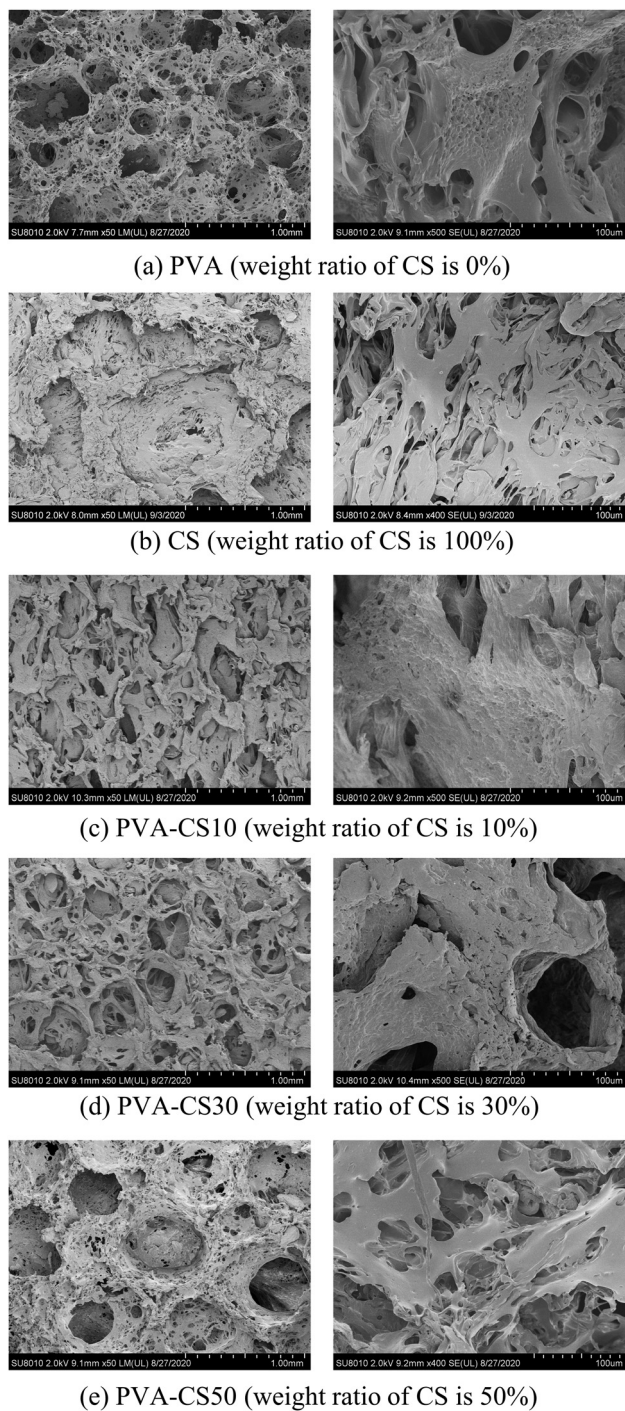 SU8010 2.0kV 7.7mm x50 LM(UL) 8/27/2020 1.00mm
SU8010 2.0kV 9.1mm x500 SE(UL) 8/27/2020 100um
(a) PVA (weight ratio of CS is 0%)
SU8010 2.0kV 8.0mm x50 LM(UL) 9/3/2020 1.00mm
SU8010 2.0kV 8.4mm x400 SE(UL) 9/3/2020 100um
(b) CS (weight ratio of CS is 100%)
SU8010 2.0kV 10.3mm x50 LM(UL) 8/27/2020 1.00mm
SU8010 2.0kV 9.2mm x500 SE(UL) 8/27/2020 100um
(c) PVA-CS10 (weight ratio of CS is 10%)
SU8010 2.0kV 9.1mm x50 LM(UL) 8/27/2020 1.00mm
SU8010 2.0kV 10.4mm x500 SE(UL) 8/27/2020 100um
(d) PVA-CS30 (weight ratio of CS is 30%)
SU8010 2.0kV 9.1mm x50 LM(UL) 8/27/2020 1.00mm
SU8010 2.0kV 9.2mm x400 SE(UL) 8/27/2020 100um
(e) PVA-CS50 (weight ratio of CS is 50%)